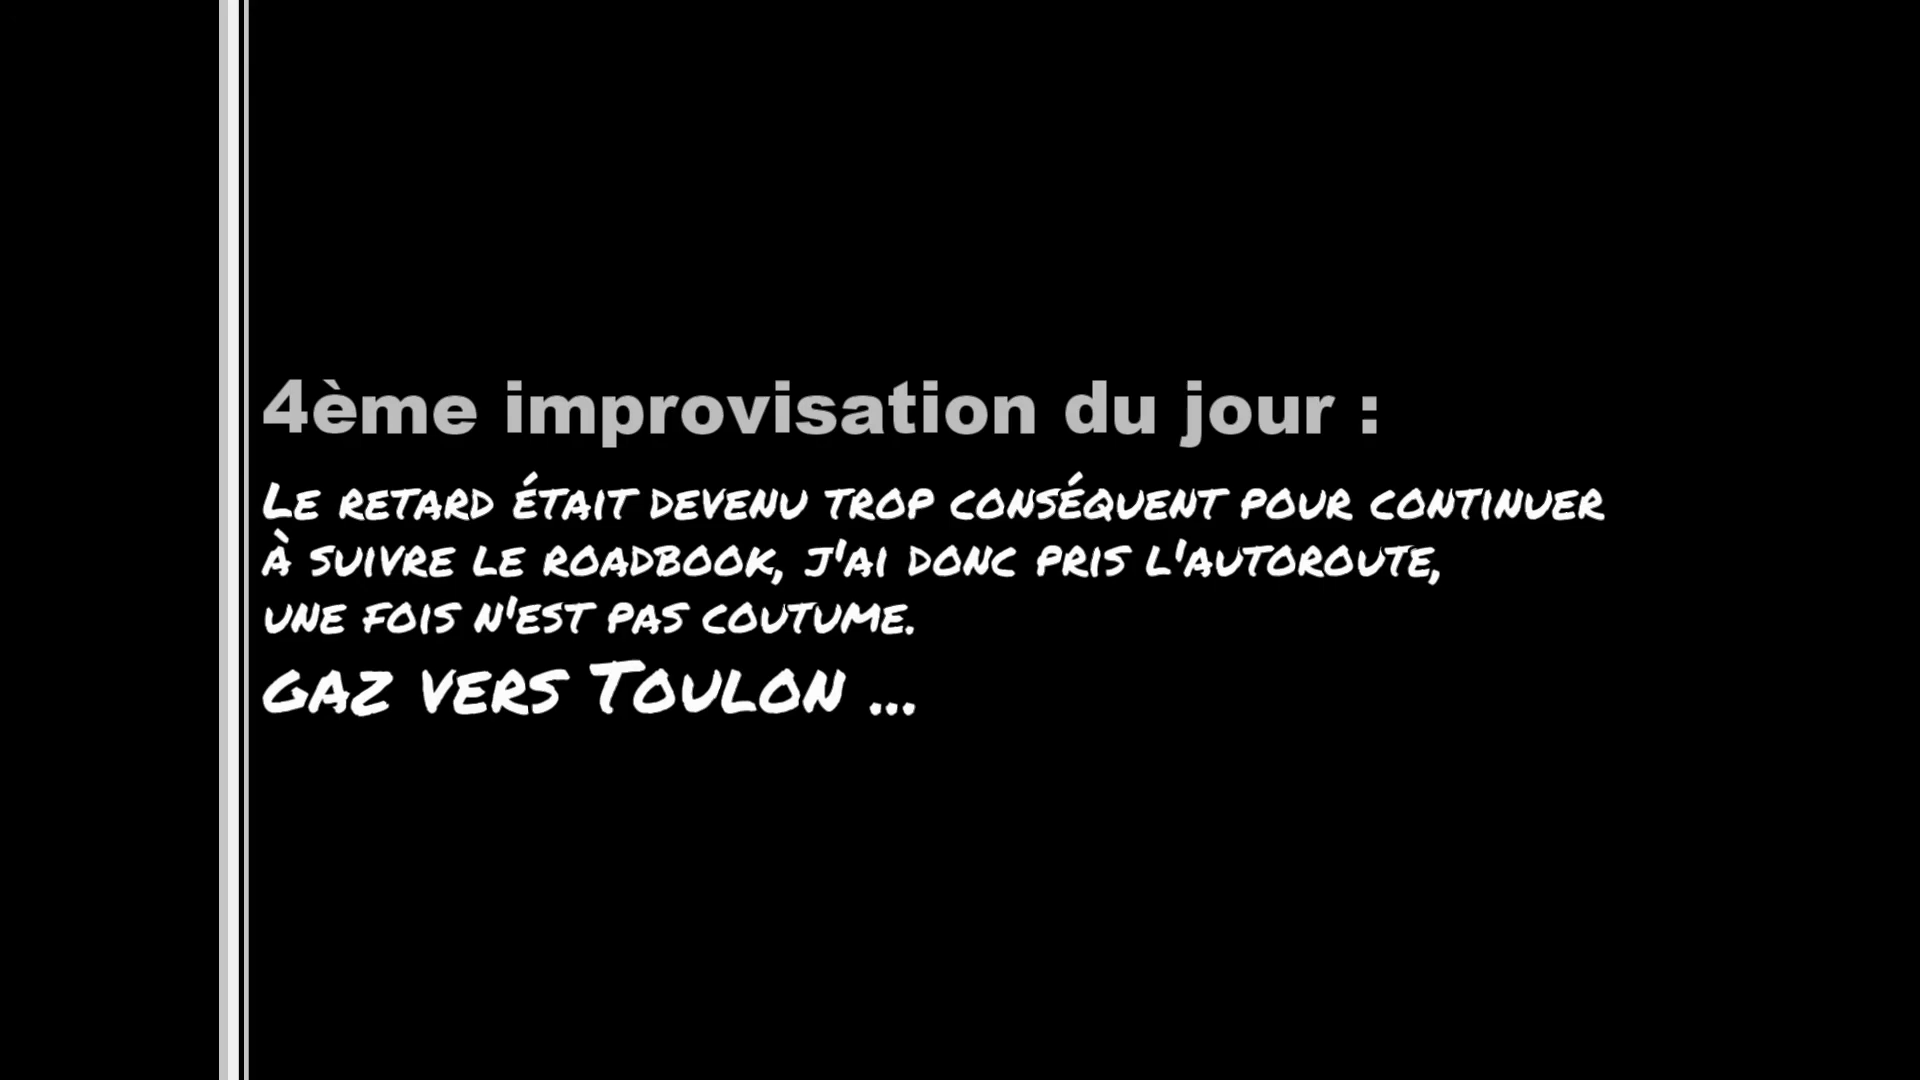 4ème improvisation du jour :
Le retard était devenu trop conséquent pour continuer
à suivre le roadbook, j'ai donc pris l'autoroute,
une fois n'est pas coutume.
gaz vers Toulon ...